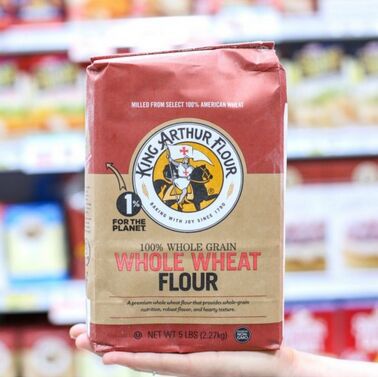 MILLED FROM SELECT 100% AMERICAN WHEAT
KING ARTHUR FLOUR
BAKING WITH JOY SINCE 1790
1%
FOR THE
PLANET.
100% WHOLE GRAIN
WHOLE WHEAT
FLOUR
A premium whole wheat flour that provides whole-grain
nutrition, robust flavor, and hearty texture.
NET WT 5 LBS (2.27kg)
NON
GMO